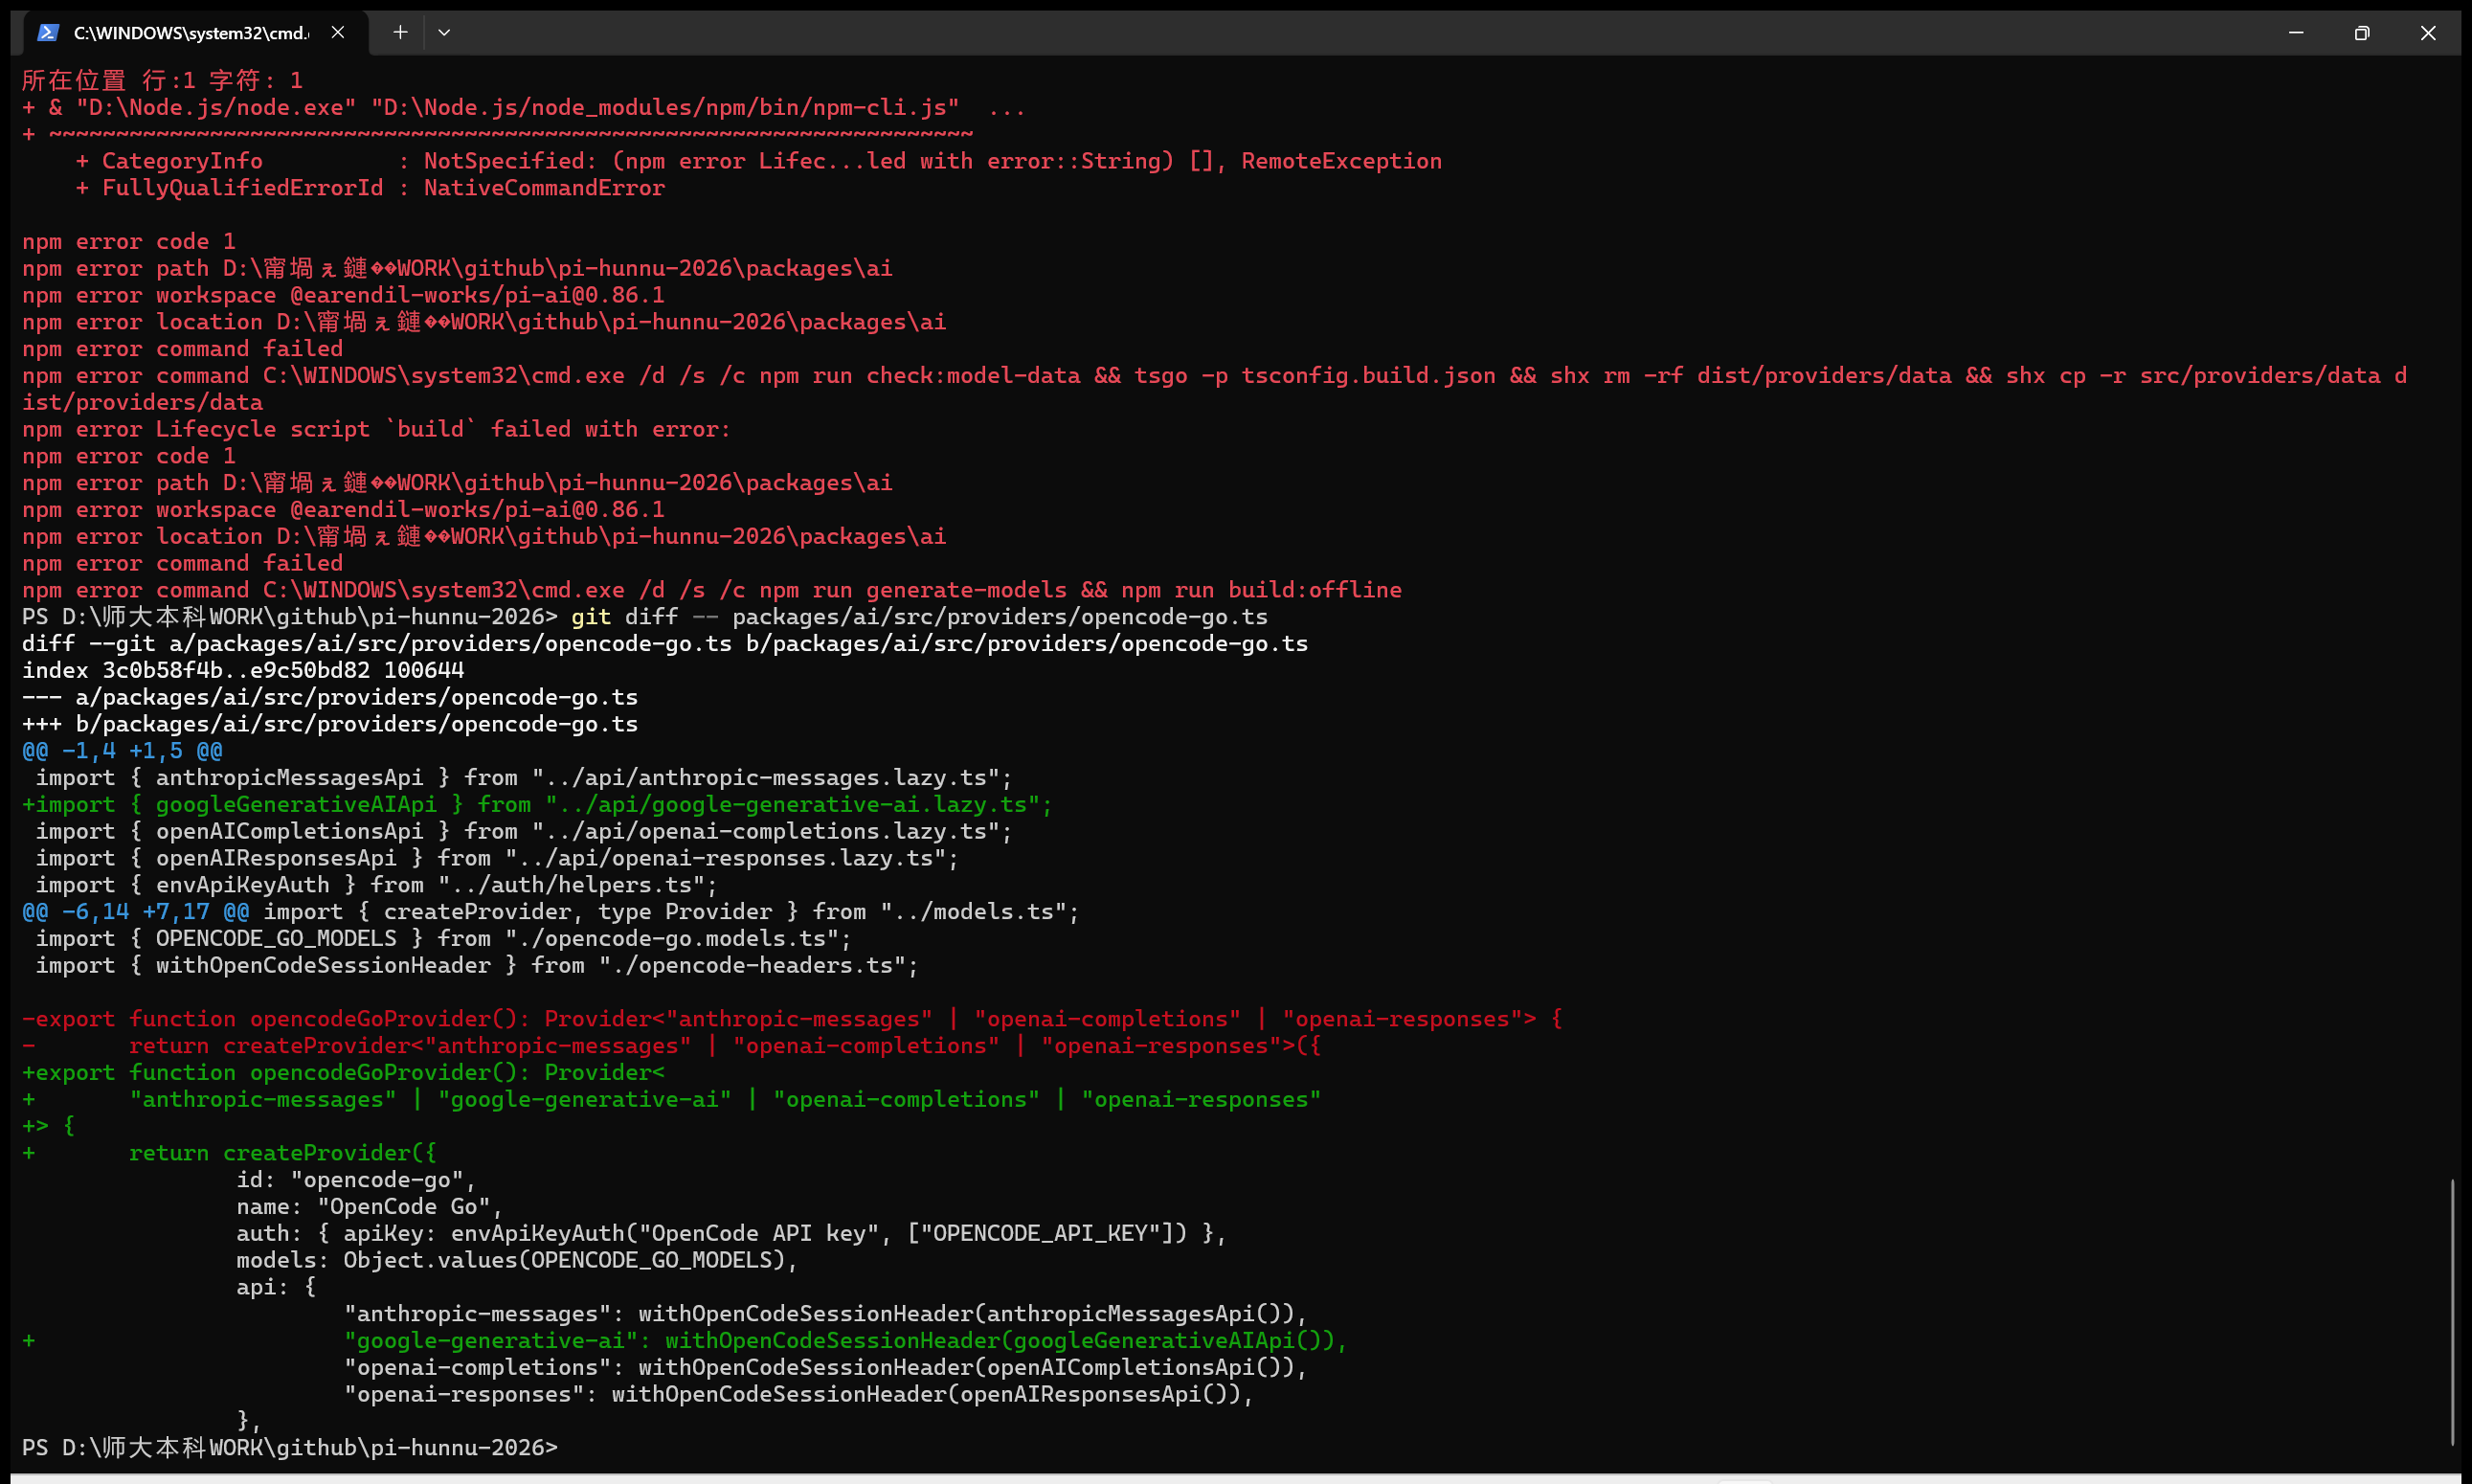 C:\WINDOWS\system32\cmd.
所在位置 行:1 字符: 1
+ & "D:\Node.js/node.exe" "D:\Node.js/node_modules/npm/bin/npm-cli.js"  ...
+ ~~~~~~~~~~~~~~~~~~~~~~~~~~~~~~~~~~~~~~~~~~~~~~~~~~~~~~~~~~~~~~~~~~~~~
    + CategoryInfo          : NotSpecified: (npm error Lifec...led with error::String) [], RemoteException
    + FullyQualifiedErrorId : NativeCommandError

npm error code 1
npm error path D:\甯堝ぇ鏈��WORK\github\pi-hunnu-2026\packages\ai
npm error workspace @earendil-works/pi-ai@0.86.1
npm error location D:\甯堝ぇ鏈��WORK\github\pi-hunnu-2026\packages\ai
npm error command failed
npm error command C:\WINDOWS\system32\cmd.exe /d /s /c npm run check:model-data && tsgo -p tsconfig.build.json && shx rm -rf dist/providers/data && shx cp -r src/providers/data d
ist/providers/data
npm error Lifecycle script `build` failed with error:
npm error code 1
npm error path D:\甯堝ぇ鏈��WORK\github\pi-hunnu-2026\packages\ai
npm error workspace @earendil-works/pi-ai@0.86.1
npm error location D:\甯堝ぇ鏈��WORK\github\pi-hunnu-2026\packages\ai
npm error command failed
npm error command C:\WINDOWS\system32\cmd.exe /d /s /c npm run generate-models && npm run build:offline
PS D:\师大本科WORK\github\pi-hunnu-2026> git diff -- packages/ai/src/providers/opencode-go.ts
diff --git a/packages/ai/src/providers/opencode-go.ts b/packages/ai/src/providers/opencode-go.ts
index 3c0b58f4b..e9c50bd82 100644
--- a/packages/ai/src/providers/opencode-go.ts
+++ b/packages/ai/src/providers/opencode-go.ts
@@ -1,4 +1,5 @@
 import { anthropicMessagesApi } from "../api/anthropic-messages.lazy.ts";
+import { googleGenerativeAIApi } from "../api/google-generative-ai.lazy.ts";
 import { openAICompletionsApi } from "../api/openai-completions.lazy.ts";
 import { openAIResponsesApi } from "../api/openai-responses.lazy.ts";
 import { envApiKeyAuth } from "../auth/helpers.ts";
@@ -6,14 +7,17 @@ import { createProvider, type Provider } from "../models.ts";
 import { OPENCODE_GO_MODELS } from "./opencode-go.models.ts";
 import { withOpenCodeSessionHeader } from "./opencode-headers.ts";

-export function opencodeGoProvider(): Provider<"anthropic-messages" | "openai-completions" | "openai-responses"> {
-       return createProvider<"anthropic-messages" | "openai-completions" | "openai-responses">({
+export function opencodeGoProvider(): Provider<
+       "anthropic-messages" | "google-generative-ai" | "openai-completions" | "openai-responses"
+> {
+       return createProvider({
                id: "opencode-go",
                name: "OpenCode Go",
                auth: { apiKey: envApiKeyAuth("OpenCode API key", ["OPENCODE_API_KEY"]) },
                models: Object.values(OPENCODE_GO_MODELS),
                api: {
                        "anthropic-messages": withOpenCodeSessionHeader(anthropicMessagesApi()),
+                       "google-generative-ai": withOpenCodeSessionHeader(googleGenerativeAIApi()),
                        "openai-completions": withOpenCodeSessionHeader(openAICompletionsApi()),
                        "openai-responses": withOpenCodeSessionHeader(openAIResponsesApi()),
                },
PS D:\师大本科WORK\github\pi-hunnu-2026>